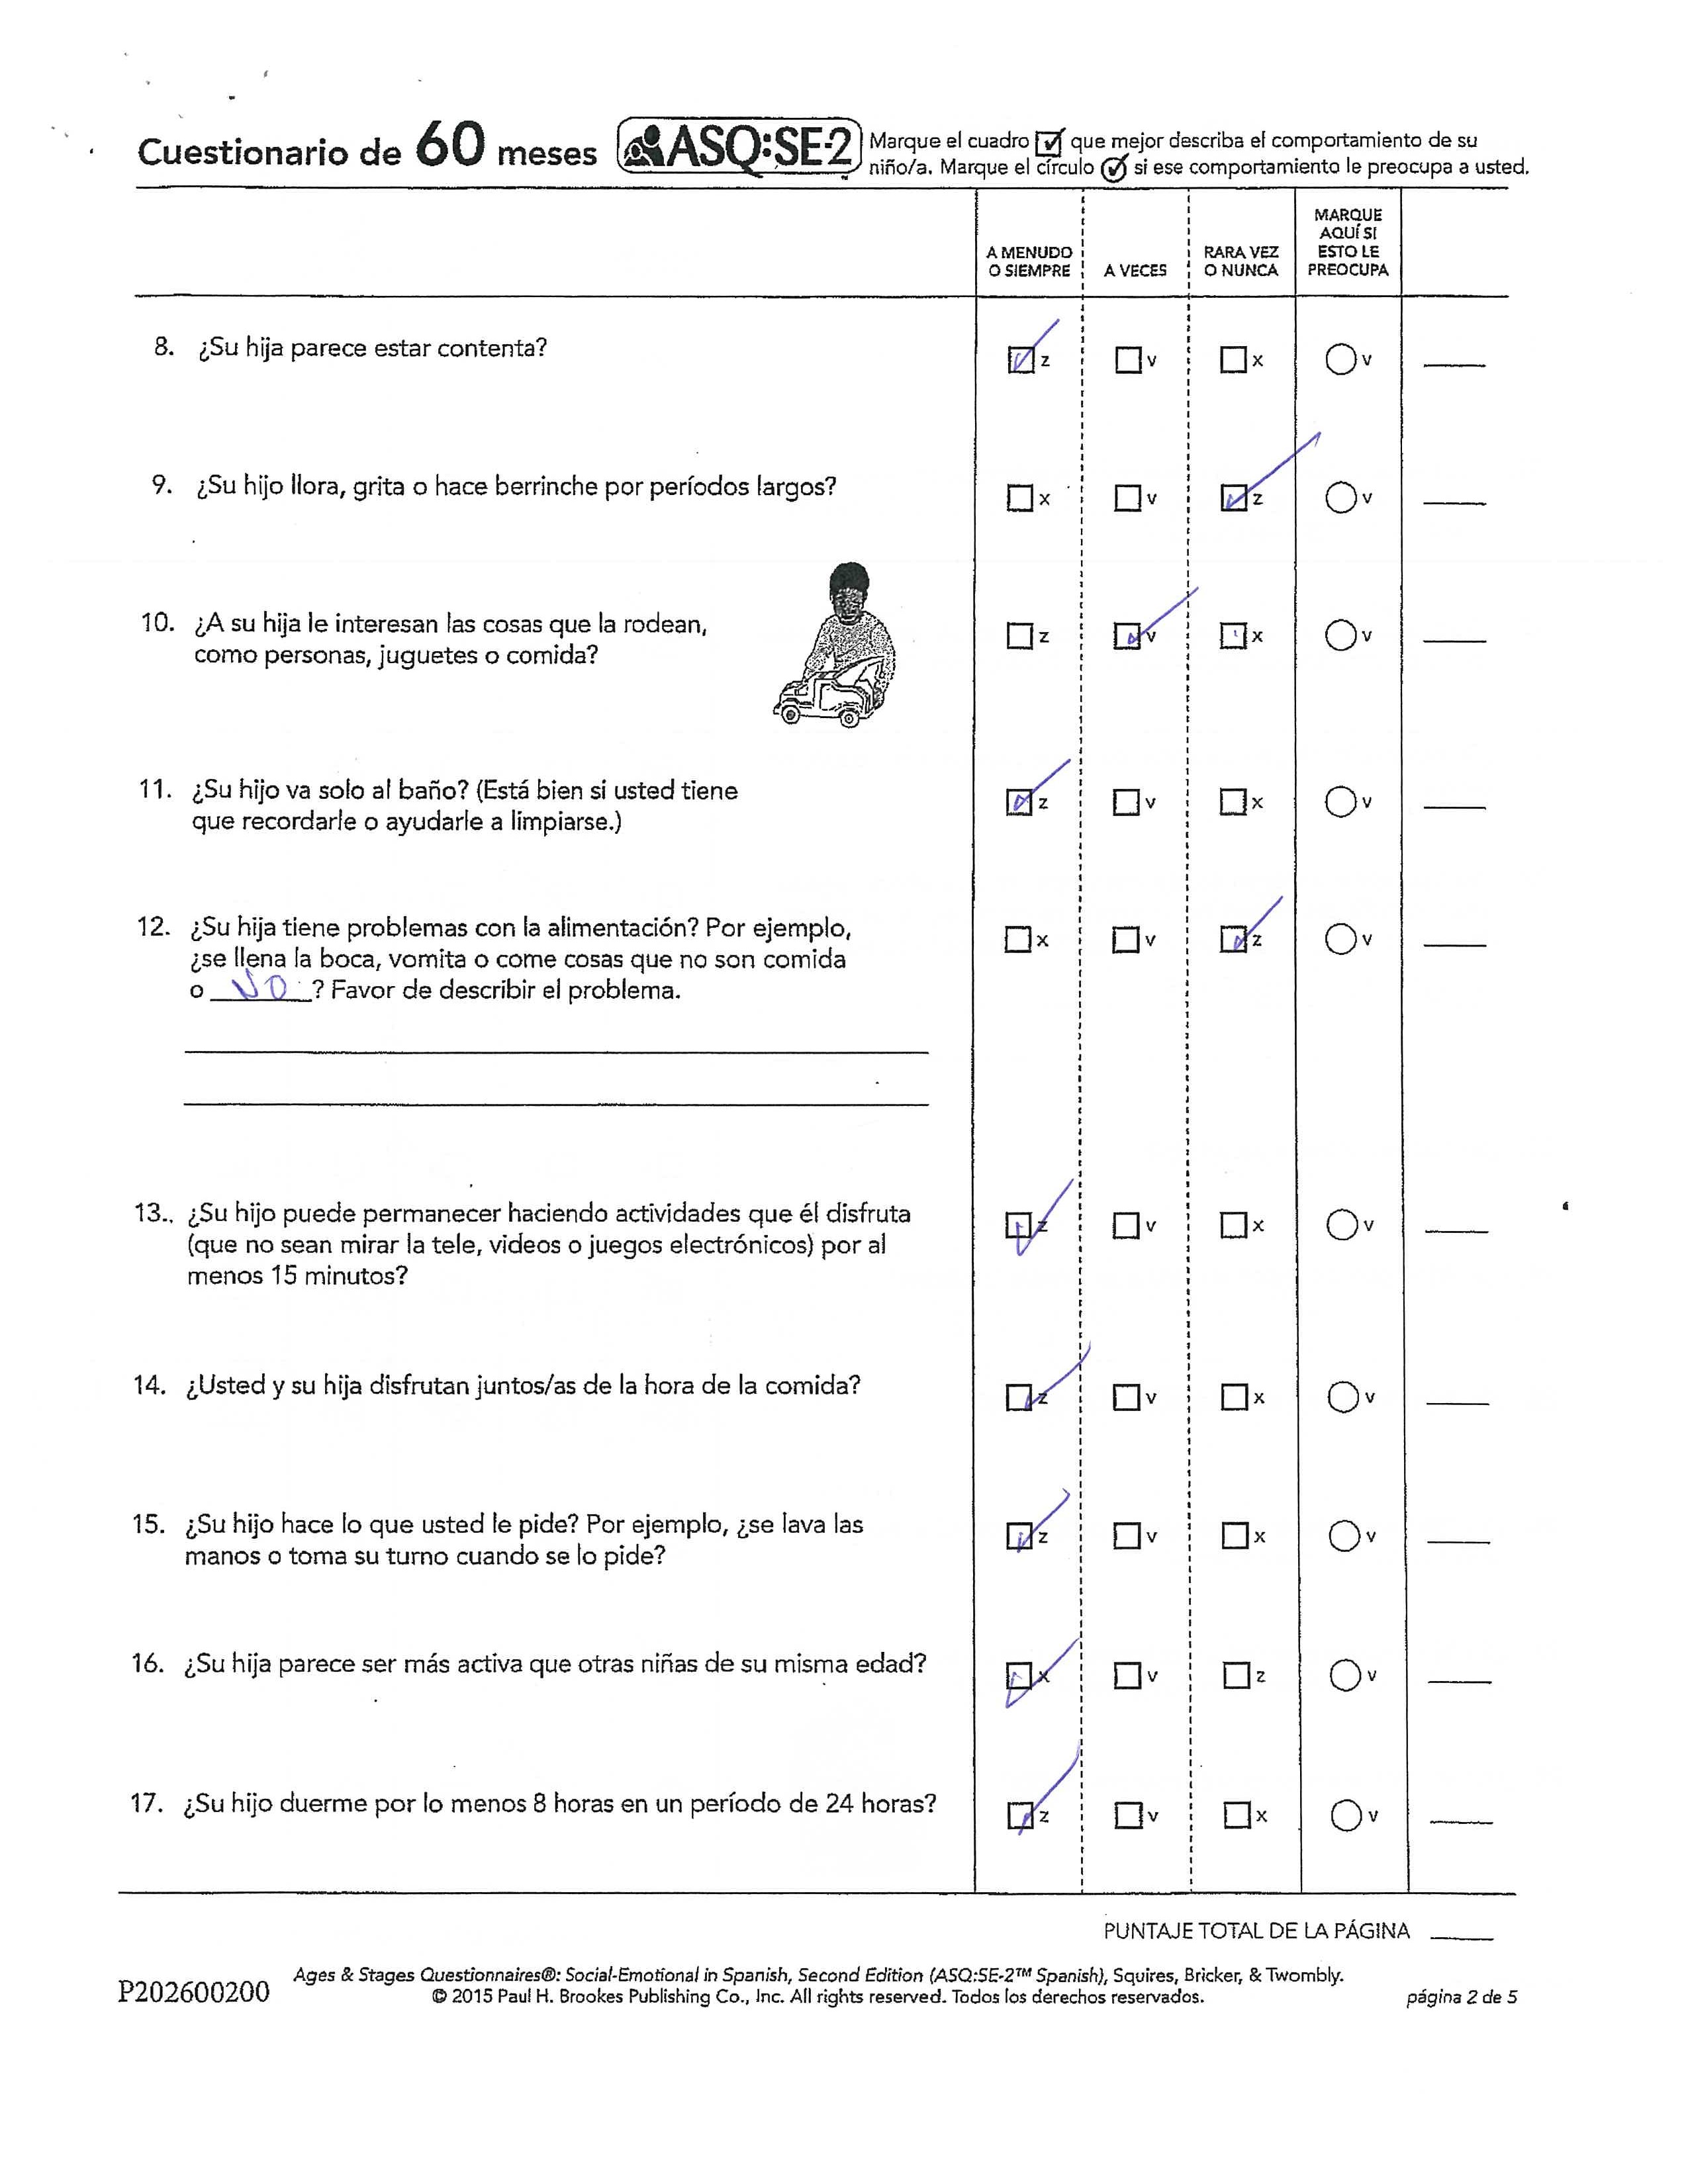 Cuestionario de 60 meses ASQ:SE-2 Marque el cuadro que mejor describa el comportamiento de su
niño/a. Marque el círculo si ese comportamiento le preocupa a usted.
A MENUDO O SIEMPRE A VECES RARA VEZ O NUNCA MARQUE AQUÍ SI ESTO LE PREOCUPA
8. ¿Su hija parece estar contenta? z v x v
9. ¿Su hijo llora, grita o hace berrinche por períodos largos? x v z v
10. ¿A su hija le interesan las cosas que la rodean, z v x v
como personas, juguetes o comida?
11. ¿Su hijo va solo al baño? (Está bien si usted tiene z v x v
que recordarle o ayudarle a limpiarse.)
12. ¿Su hija tiene problemas con la alimentación? Por ejemplo, x v z v
¿se llena la boca, vomita o come cosas que no son comida
o NO ? Favor de describir el problema.
13. ¿Su hijo puede permanecer haciendo actividades que él disfruta z v x v
(que no sean mirar la tele, videos o juegos electrónicos) por al
menos 15 minutos?
14. ¿Usted y su hija disfrutan juntos/as de la hora de la comida? z v x v
15. ¿Su hijo hace lo que usted le pide? Por ejemplo, ¿se lava las z v x v
manos o toma su turno cuando se lo pide?
16. ¿Su hija parece ser más activa que otras niñas de su misma edad? x v z v
17. ¿Su hijo duerme por lo menos 8 horas en un período de 24 horas? z v x v
PUNTAJE TOTAL DE LA PÁGINA
P202600200
Ages & Stages Questionnaires®: Social-Emotional in Spanish, Second Edition (ASQ:SE-2™ Spanish), Squires, Bricker, & Twombly.
© 2015 Paul H. Brookes Publishing Co., Inc. All rights reserved. Todos los derechos reservados.
página 2 de 5